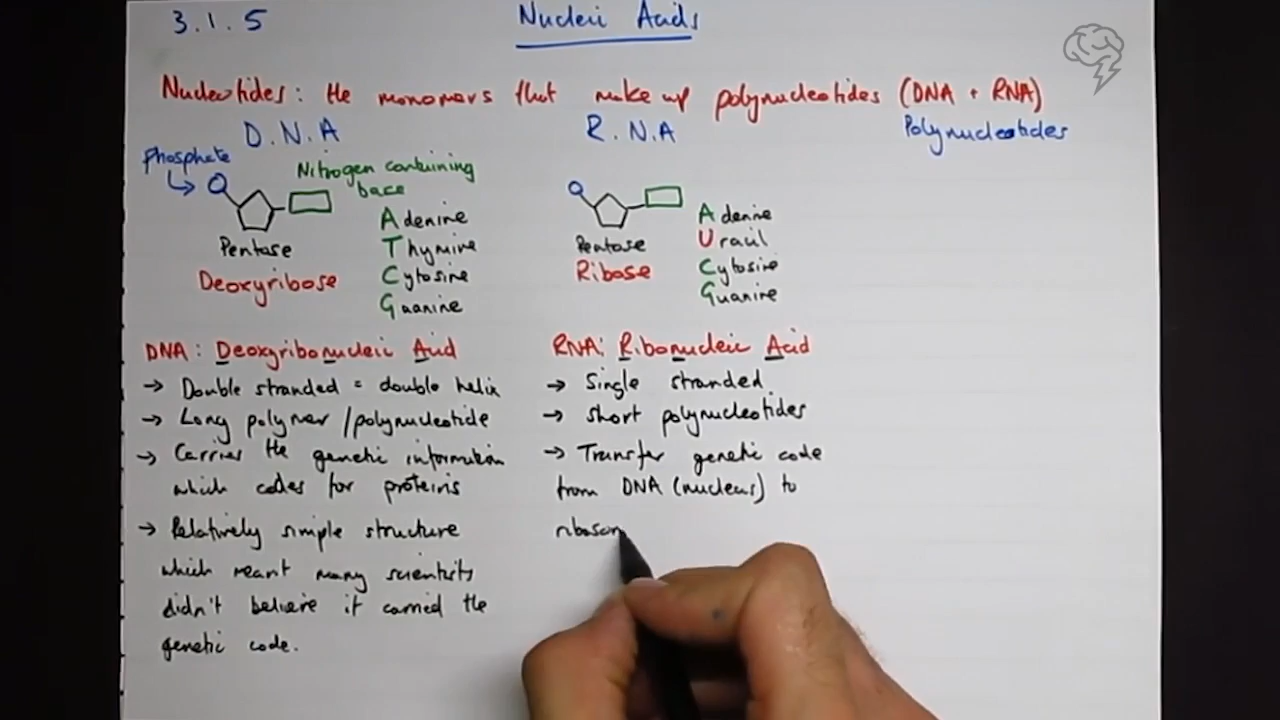 3.1.5 Nucleic Acids
Nucleotides: the monomers that make up polynucleotides (DNA + RNA)
D.N.A
R.N.A
Polynucleotides
Phosphate
Nitrogen containing
base
Pentose
Deoxyribose
Adenine
Thymine
Cytosine
Guanine
Pentose
Ribose
Adenine
Uracil
Cytosine
Guanine
DNA: Deoxyribonucleic Acid
→ Double stranded = double helix
→ Long polymer / polynucleotide
→ Carries the genetic information
which codes for proteins
→ Relatively simple structure
which meant many scientists
didn't believe it carried the
genetic code.
RNA: Ribonucleic Acid
→ Single stranded.
→ Short polynucleotides
→ Transfer genetic code
from DNA (nucleus) to
ribosom